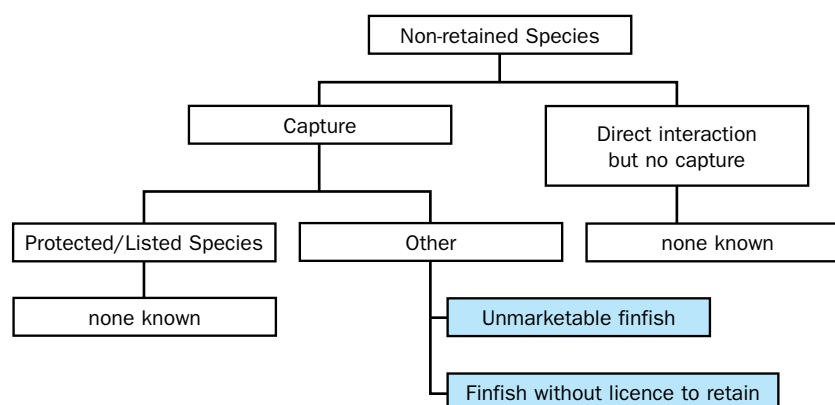 Non-retained Species
Capture
Direct interaction
but no capture
Protected/Listed Species
Other
none known
none known
Unmarketable finfish
Finfish without licence to retain